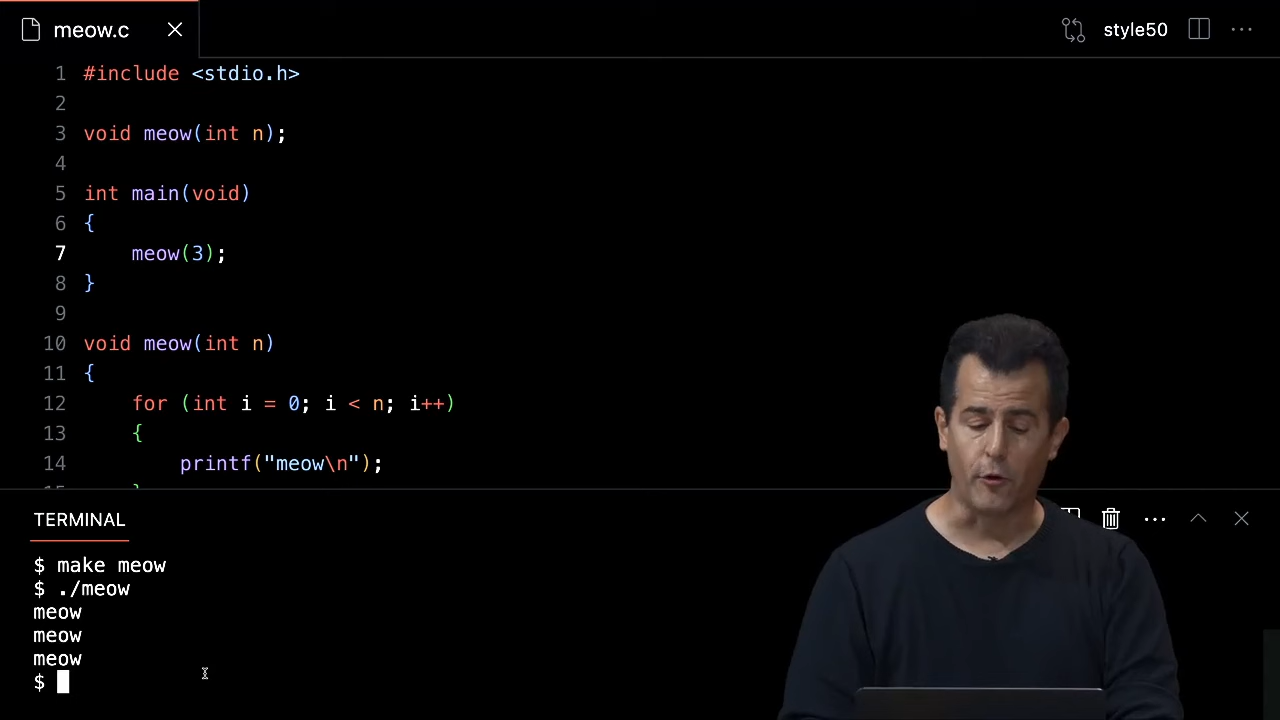 meow.c
style50
1 #include <stdio.h>
2
3 void meow(int n);
4
5 int main(void)
6 {
7     meow(3);
8 }
9
10 void meow(int n)
11 {
12     for (int i = 0; i < n; i++)
13     {
14         printf("meow\n");
TERMINAL
$ make meow
$ ./meow
meow
meow
meow
$